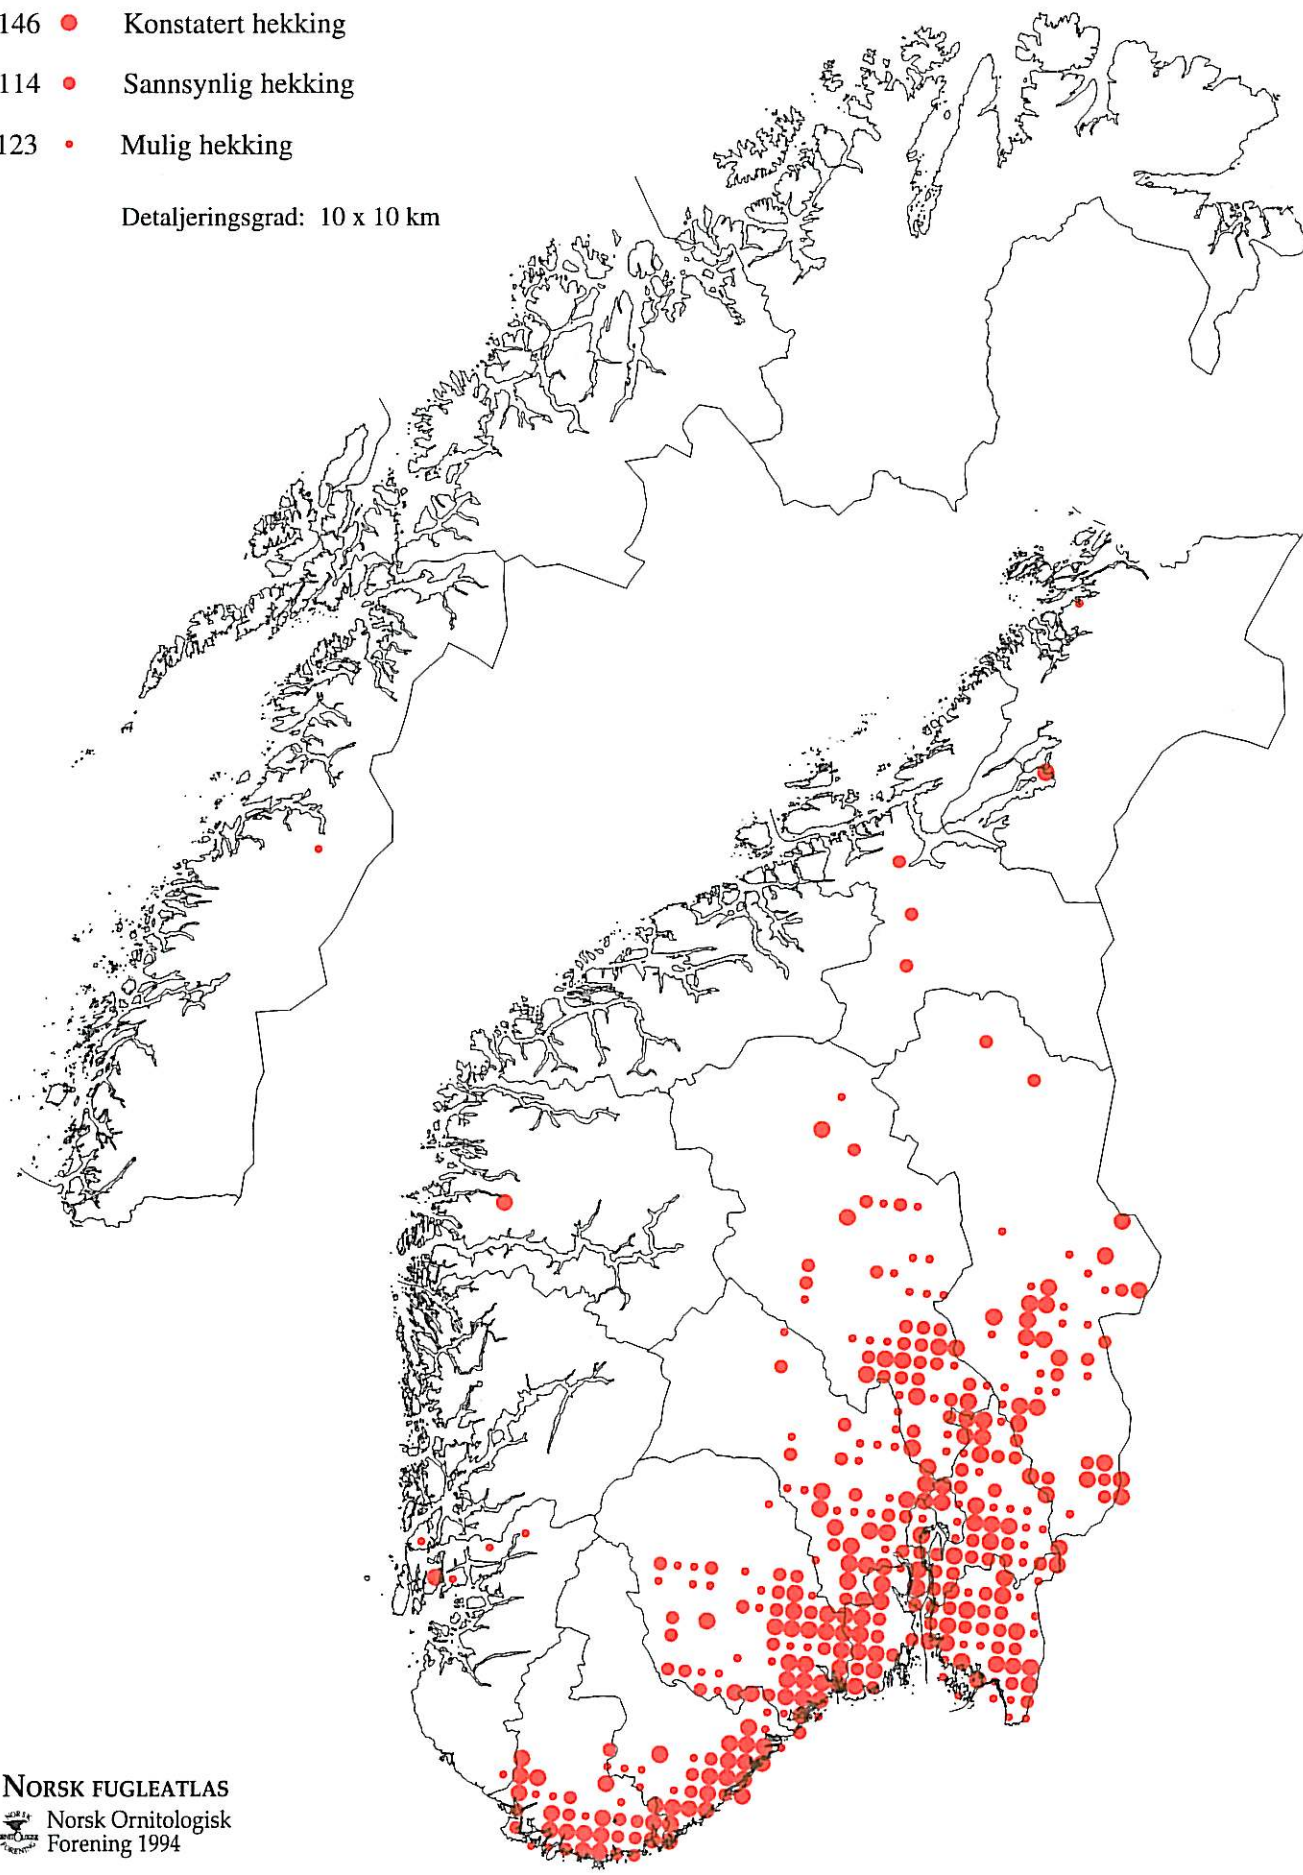 146 Konstatert hekking
114 Sannsynlig hekking
123 Mulig hekking
Detaljeringsgrad: 10 x 10 km
NORSK FUGLEATLAS
Norsk Ornitologisk
Forening 1994